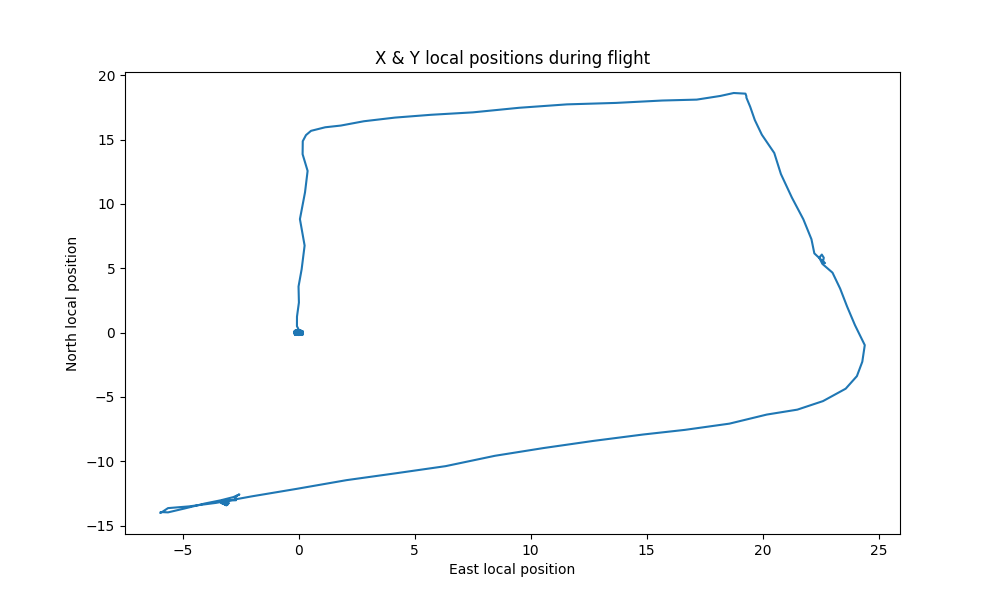 X & Y local positions during flight
20
15
10
5
0
−5
−10
−15
North local position
−5 0 5 10 15 20 25
East local position